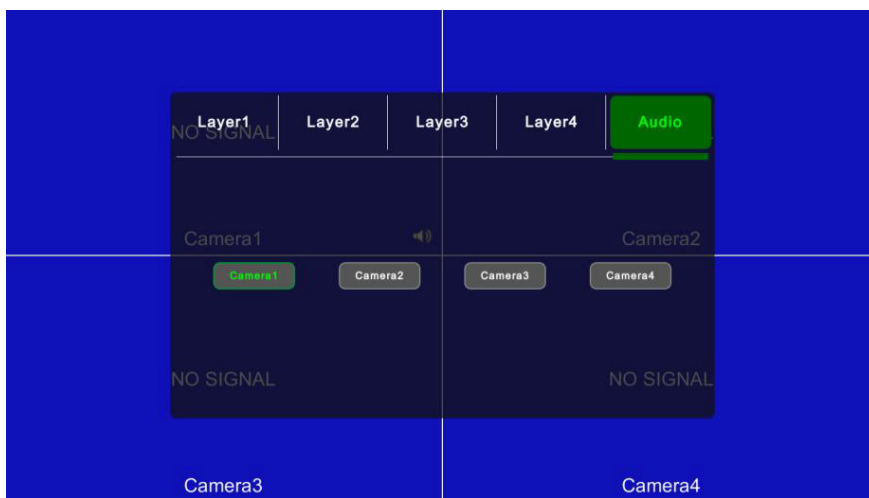 Layer1 Layer2 Layer3 Layer4 Audio
NO SIGNAL
Camera1 Camera2
Camera1 Camera2 Camera3 Camera4
NO SIGNAL NO SIGNAL
Camera3 Camera4